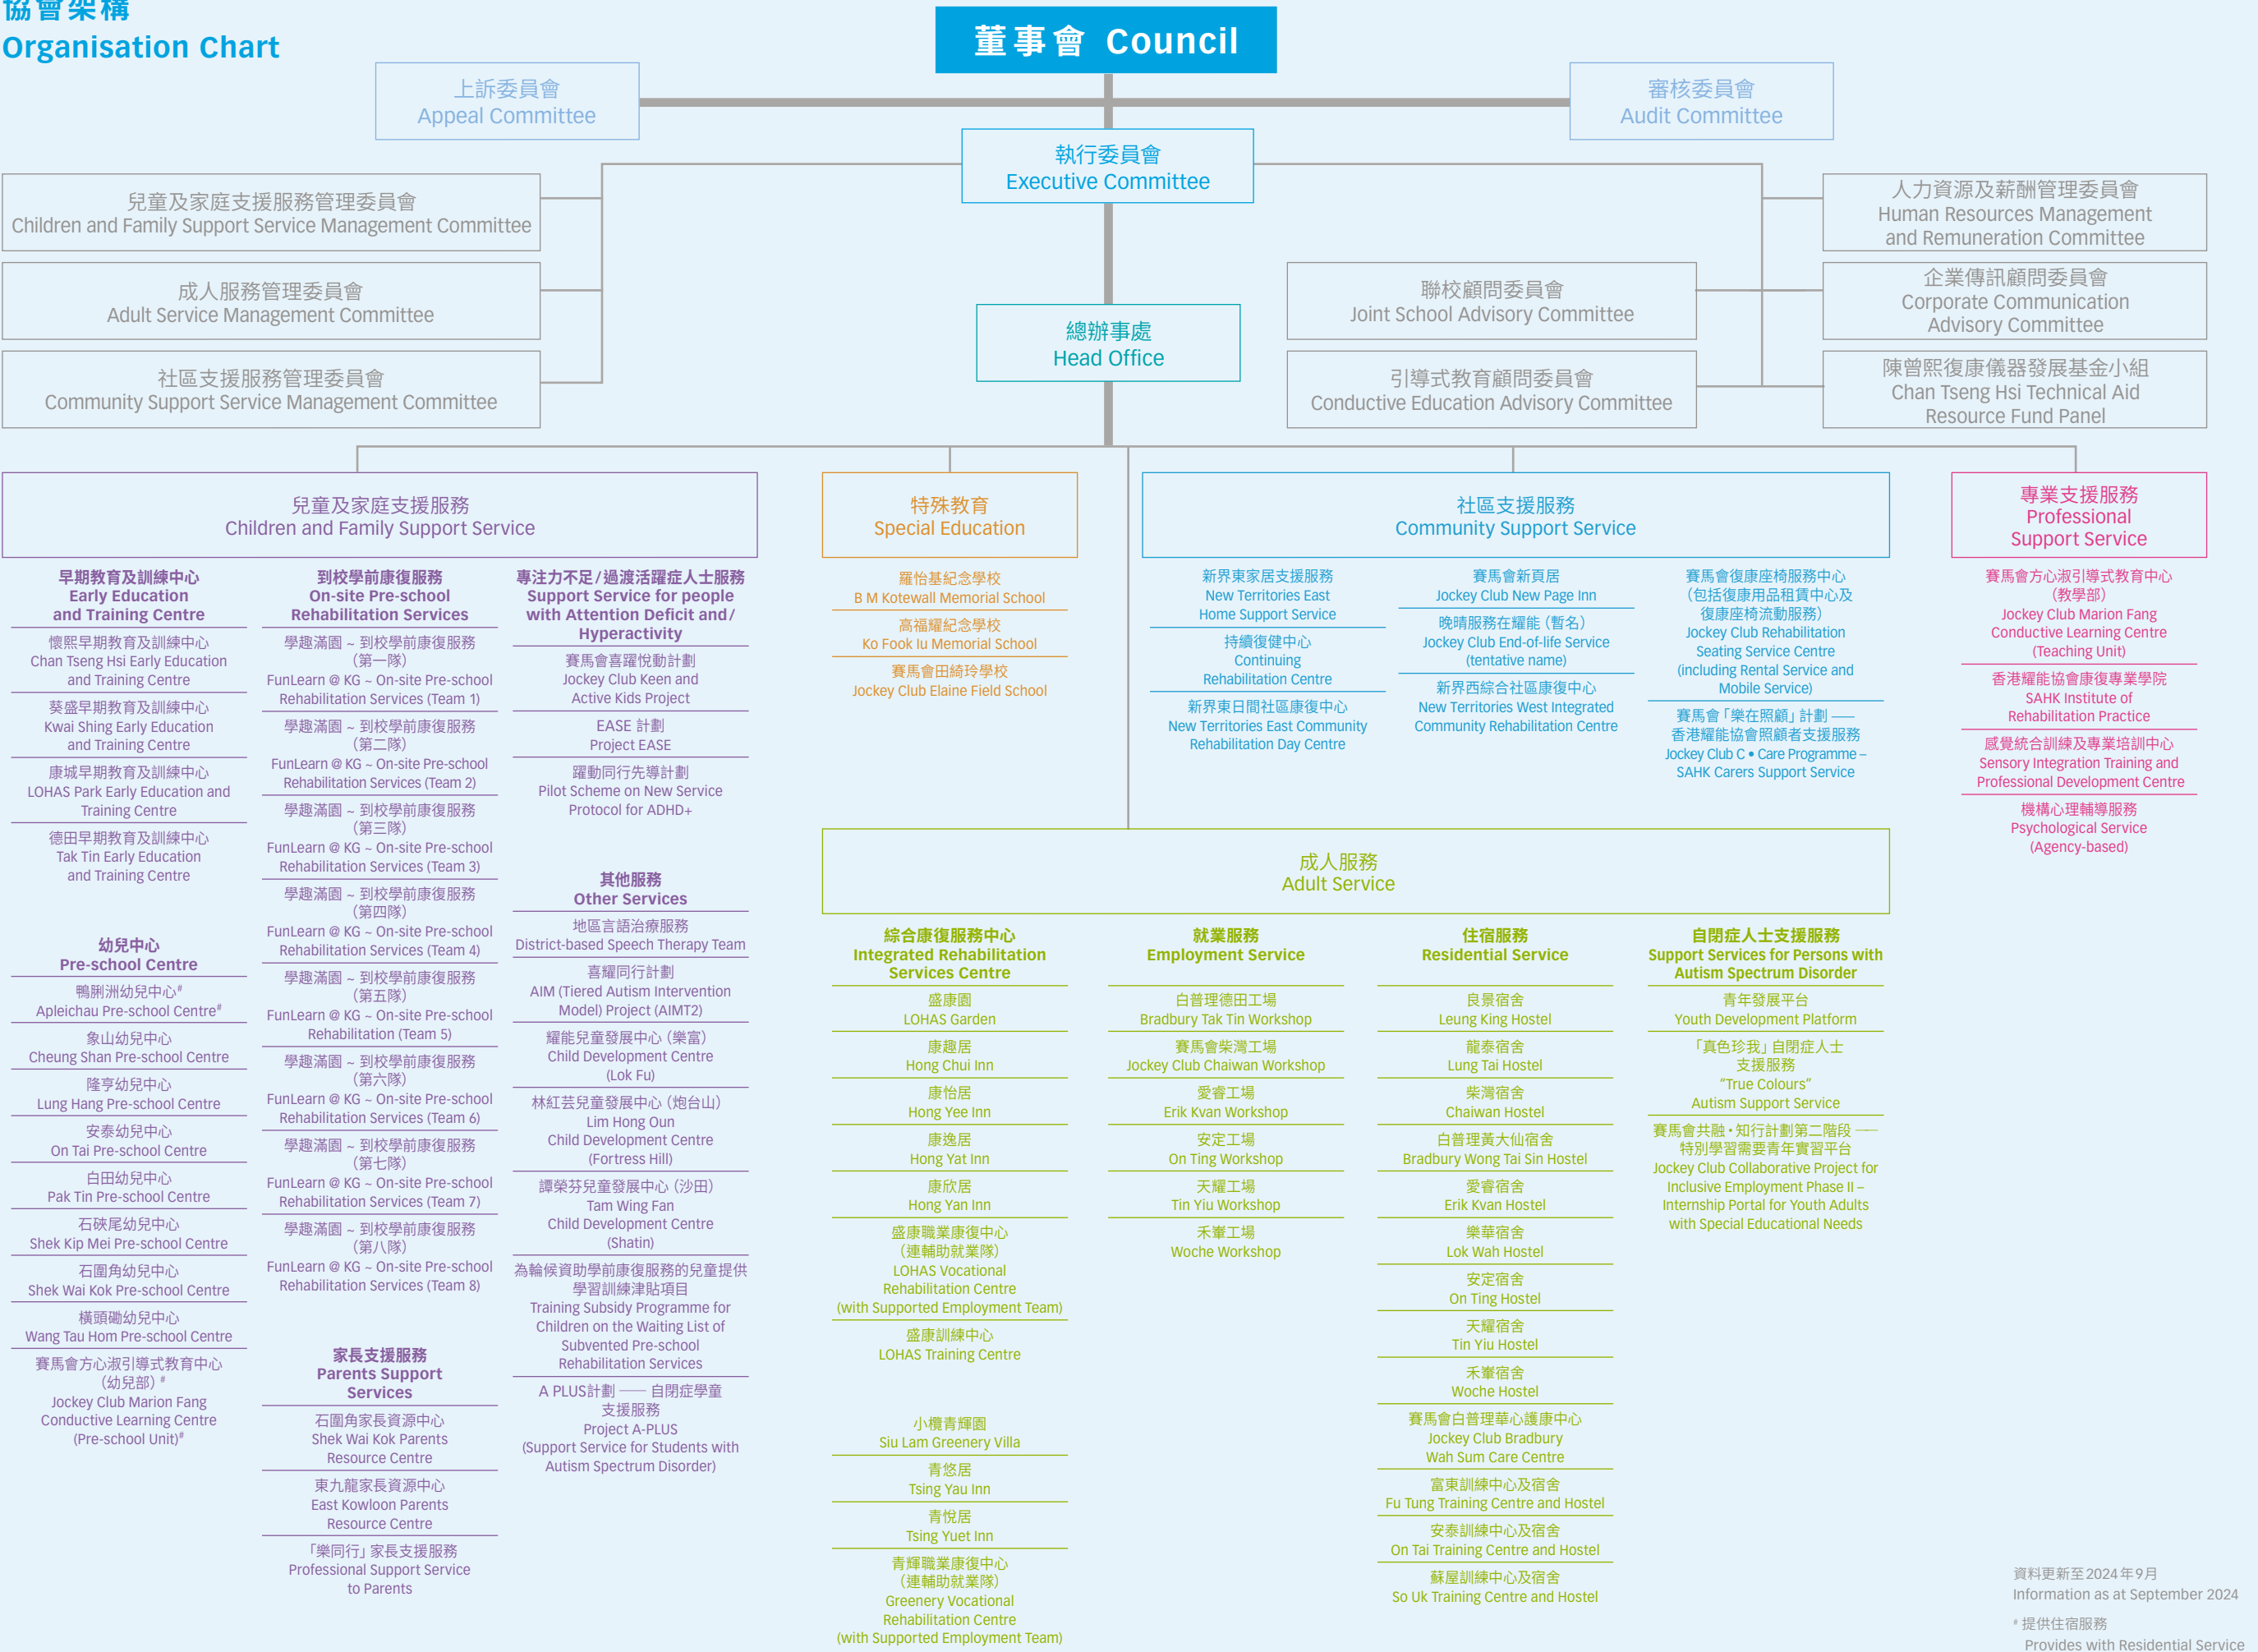 協會架構
Organisation Chart
董事會 Council
上訴委員會
Appeal Committee
審核委員會
Audit Committee
執行委員會
Executive Committee
兒童及家庭支援服務管理委員會
Children and Family Support Service Management Committee
成人服務管理委員會
Adult Service Management Committee
社區支援服務管理委員會
Community Support Service Management Committee
人力資源及薪酬管理委員會
Human Resources Management
and Remuneration Committee
聯校顧問委員會
Joint School Advisory Committee
企業傳訊顧問委員會
Corporate Communication
Advisory Committee
引導式教育顧問委員會
Conductive Education Advisory Committee
陳曾熙復康儀器發展基金小組
Chan Tseng Hsi Technical Aid
Resource Fund Panel
總辦事處
Head Office
兒童及家庭支援服務
Children and Family Support Service
早期教育及訓練中心
Early Education
and Training Centre
懷熙早期教育及訓練中心
Chan Tseng Hsi Early Education
and Training Centre
葵盛早期教育及訓練中心
Kwai Shing Early Education
and Training Centre
康城早期教育及訓練中心
LOHAS Park Early Education and
Training Centre
德田早期教育及訓練中心
Tak Tin Early Education
and Training Centre
幼兒中心
Pre-school Centre
鴨脷洲幼兒中心#
Apleichau Pre-school Centre#
象山幼兒中心
Cheung Shan Pre-school Centre
隆亨幼兒中心
Lung Hang Pre-school Centre
安泰幼兒中心
On Tai Pre-school Centre
白田幼兒中心
Pak Tin Pre-school Centre
石硤尾幼兒中心
Shek Kip Mei Pre-school Centre
石圍角幼兒中心
Shek Wai Kok Pre-school Centre
橫頭磡幼兒中心
Wang Tau Hom Pre-school Centre
賽馬會方心淑引導式教育中心
（幼兒部）#
Jockey Club Marion Fang
Conductive Learning Centre
(Pre-school Unit)#
到校學前康復服務
On-site Pre-school
Rehabilitation Services
學趣滿園 ~ 到校學前康復服務
（第一隊）
FunLearn @ KG ~ On-site Pre-school
Rehabilitation Services (Team 1)
學趣滿園 ~ 到校學前康復服務
（第二隊）
FunLearn @ KG ~ On-site Pre-school
Rehabilitation Services (Team 2)
學趣滿園 ~ 到校學前康復服務
（第三隊）
FunLearn @ KG ~ On-site Pre-school
Rehabilitation Services (Team 3)
學趣滿園 ~ 到校學前康復服務
（第四隊）
FunLearn @ KG ~ On-site Pre-school
Rehabilitation Services (Team 4)
學趣滿園 ~ 到校學前康復服務
（第五隊）
FunLearn @ KG ~ On-site Pre-school
Rehabilitation (Team 5)
學趣滿園 ~ 到校學前康復服務
（第六隊）
FunLearn @ KG ~ On-site Pre-school
Rehabilitation Services (Team 6)
學趣滿園 ~ 到校學前康復服務
（第七隊）
FunLearn @ KG ~ On-site Pre-school
Rehabilitation Services (Team 7)
學趣滿園 ~ 到校學前康復服務
（第八隊）
FunLearn @ KG ~ On-site Pre-school
Rehabilitation Services (Team 8)
家長支援服務
Parents Support
Services
石圍角家長資源中心
Shek Wai Kok Parents
Resource Centre
東九龍家長資源中心
East Kowloon Parents
Resource Centre
「樂同行」家長支援服務
Professional Support Service
to Parents
專注力不足/過渡活躍症人士服務
Support Service for people
with Attention Deficit and/
Hyperactivity
賽馬會喜躍悅動計劃
Jockey Club Keen and
Active Kids Project
EASE 計劃
Project EASE
躍動同行先導計劃
Pilot Scheme on New Service
Protocol for ADHD+
其他服務
Other Services
地區言語治療服務
District-based Speech Therapy Team
喜耀同行計劃
AIM (Tiered Autism Intervention
Model) Project (AIMT2)
耀能兒童發展中心（樂富）
Child Development Centre
(Lok Fu)
林紅芸兒童發展中心（炮台山）
Lim Hong Oun
Child Development Centre
(Fortress Hill)
譚榮芬兒童發展中心（沙田）
Tam Wing Fan
Child Development Centre
(Shatin)
為輪候資助學前康復服務的兒童提供
學習訓練津貼項目
Training Subsidy Programme for
Children on the Waiting List of
Subvented Pre-school
Rehabilitation Services
A PLUS計劃 —— 自閉症學童
支援服務
Project A-PLUS
(Support Service for Students with
Autism Spectrum Disorder)
特殊教育
Special Education
羅怡基紀念學校
B M Kotewall Memorial School
高福耀紀念學校
Ko Fook Iu Memorial School
賽馬會田綺玲學校
Jockey Club Elaine Field School
社區支援服務
Community Support Service
新界東家居支援服務
New Territories East
Home Support Service
持續復健中心
Continuing
Rehabilitation Centre
新界東日間社區康復中心
New Territories East Community
Rehabilitation Day Centre
賽馬會新頁居
Jockey Club New Page Inn
晚晴服務在耀能（暫名）
Jockey Club End-of-life Service
(tentative name)
新界西綜合社區康復中心
New Territories West Integrated
Community Rehabilitation Centre
賽馬會復康座椅服務中心
（包括復康用品租賃中心及
復康座椅流動服務）
Jockey Club Rehabilitation
Seating Service Centre
(including Rental Service and
Mobile Service)
賽馬會「樂在照顧」計劃 ——
香港耀能協會照顧者支援服務
Jockey Club C • Care Programme –
SAHK Carers Support Service
專業支援服務
Professional
Support Service
賽馬會方心淑引導式教育中心
（教學部）
Jockey Club Marion Fang
Conductive Learning Centre
(Teaching Unit)
香港耀能協會康復專業學院
SAHK Institute of
Rehabilitation Practice
感覺統合訓練及專業培訓中心
Sensory Integration Training and
Professional Development Centre
機構心理輔導服務
Psychological Service
(Agency-based)
成人服務
Adult Service
綜合康復服務中心
Integrated Rehabilitation
Services Centre
盛康園
LOHAS Garden
康趣居
Hong Chui Inn
康怡居
Hong Yee Inn
康逸居
Hong Yat Inn
康欣居
Hong Yan Inn
盛康職業康復中心
（連輔助就業隊）
LOHAS Vocational
Rehabilitation Centre
(with Supported Employment Team)
盛康訓練中心
LOHAS Training Centre
小欖青輝園
Siu Lam Greenery Villa
青悠居
Tsing Yau Inn
青悅居
Tsing Yuet Inn
青輝職業康復中心
（連輔助就業隊）
Greenery Vocational
Rehabilitation Centre
(with Supported Employment Team)
就業服務
Employment Service
白普理德田工場
Bradbury Tak Tin Workshop
賽馬會柴灣工場
Jockey Club Chaiwan Workshop
愛睿工場
Erik Kvan Workshop
安定工場
On Ting Workshop
天耀工場
Tin Yiu Workshop
禾輋工場
Woche Workshop
住宿服務
Residential Service
良景宿舍
Leung King Hostel
龍泰宿舍
Lung Tai Hostel
柴灣宿舍
Chaiwan Hostel
白普理黃大仙宿舍
Bradbury Wong Tai Sin Hostel
愛睿宿舍
Erik Kvan Hostel
樂華宿舍
Lok Wah Hostel
安定宿舍
On Ting Hostel
天耀宿舍
Tin Yiu Hostel
禾輋宿舍
Woche Hostel
賽馬會白普理華心護康中心
Jockey Club Bradbury
Wah Sum Care Centre
富東訓練中心及宿舍
Fu Tung Training Centre and Hostel
安泰訓練中心及宿舍
On Tai Training Centre and Hostel
蘇屋訓練中心及宿舍
So Uk Training Centre and Hostel
自閉症人士支援服務
Support Services for Persons with
Autism Spectrum Disorder
青年發展平台
Youth Development Platform
「真色珍我」自閉症人士
支援服務
“True Colours”
Autism Support Service
賽馬會共融・知行計劃第二階段 ——
特別學習需要青年實習平台
Jockey Club Collaborative Project for
Inclusive Employment Phase II –
Internship Portal for Youth Adults
with Special Educational Needs
資料更新至2024年9月
Information as at September 2024
# 提供住宿服務
Provides with Residential Service